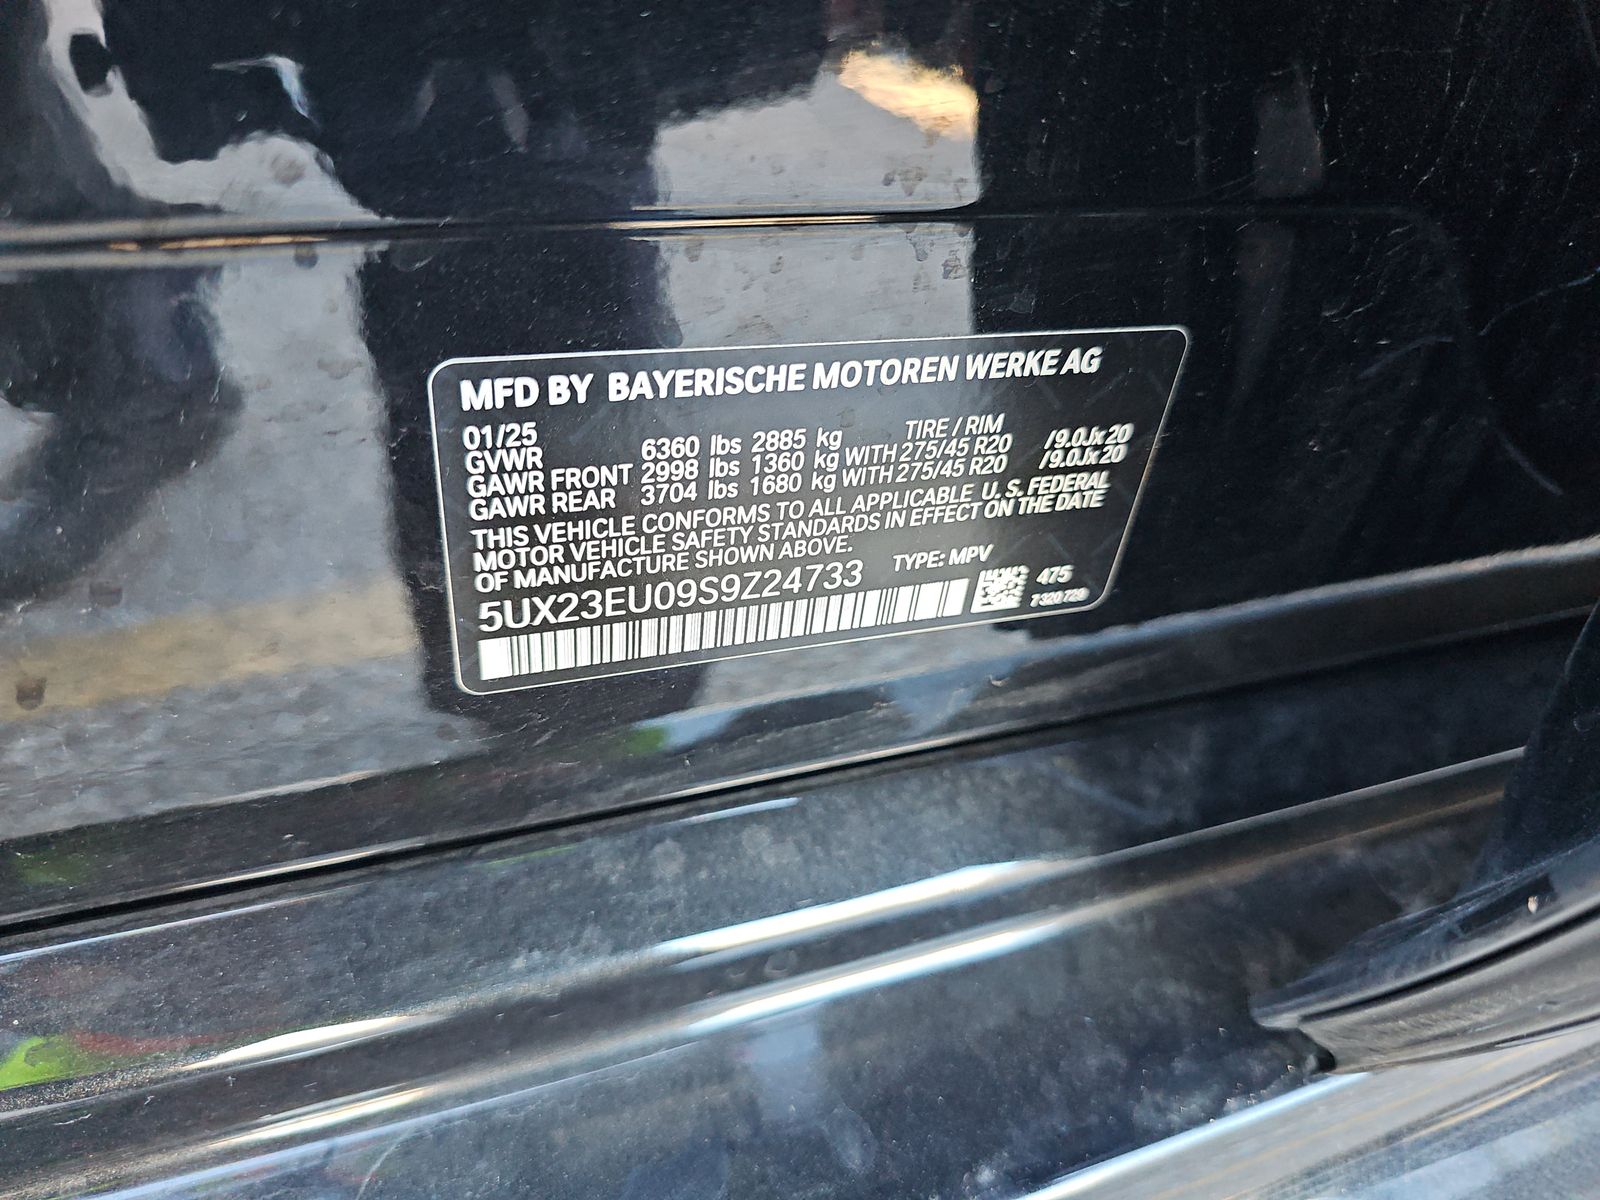 MFD BY BAYERISCHE MOTOREN WERKE AG
01/25 TIRE / RIM
GVWR 6360 lbs 2885 kg
GAWR FRONT 2998 lbs 1360 kg WITH 275/45 R20 /9.0Jx20
GAWR REAR 3704 lbs 1680 kg WITH 275/45 R20 /9.0Jx20
THIS VEHICLE CONFORMS TO ALL APPLICABLE U.S. FEDERAL
MOTOR VEHICLE SAFETY STANDARDS IN EFFECT ON THE DATE
OF MANUFACTURE SHOWN ABOVE.
5UX23EU09S9Z24733 TYPE: MPV
475
7 320 729